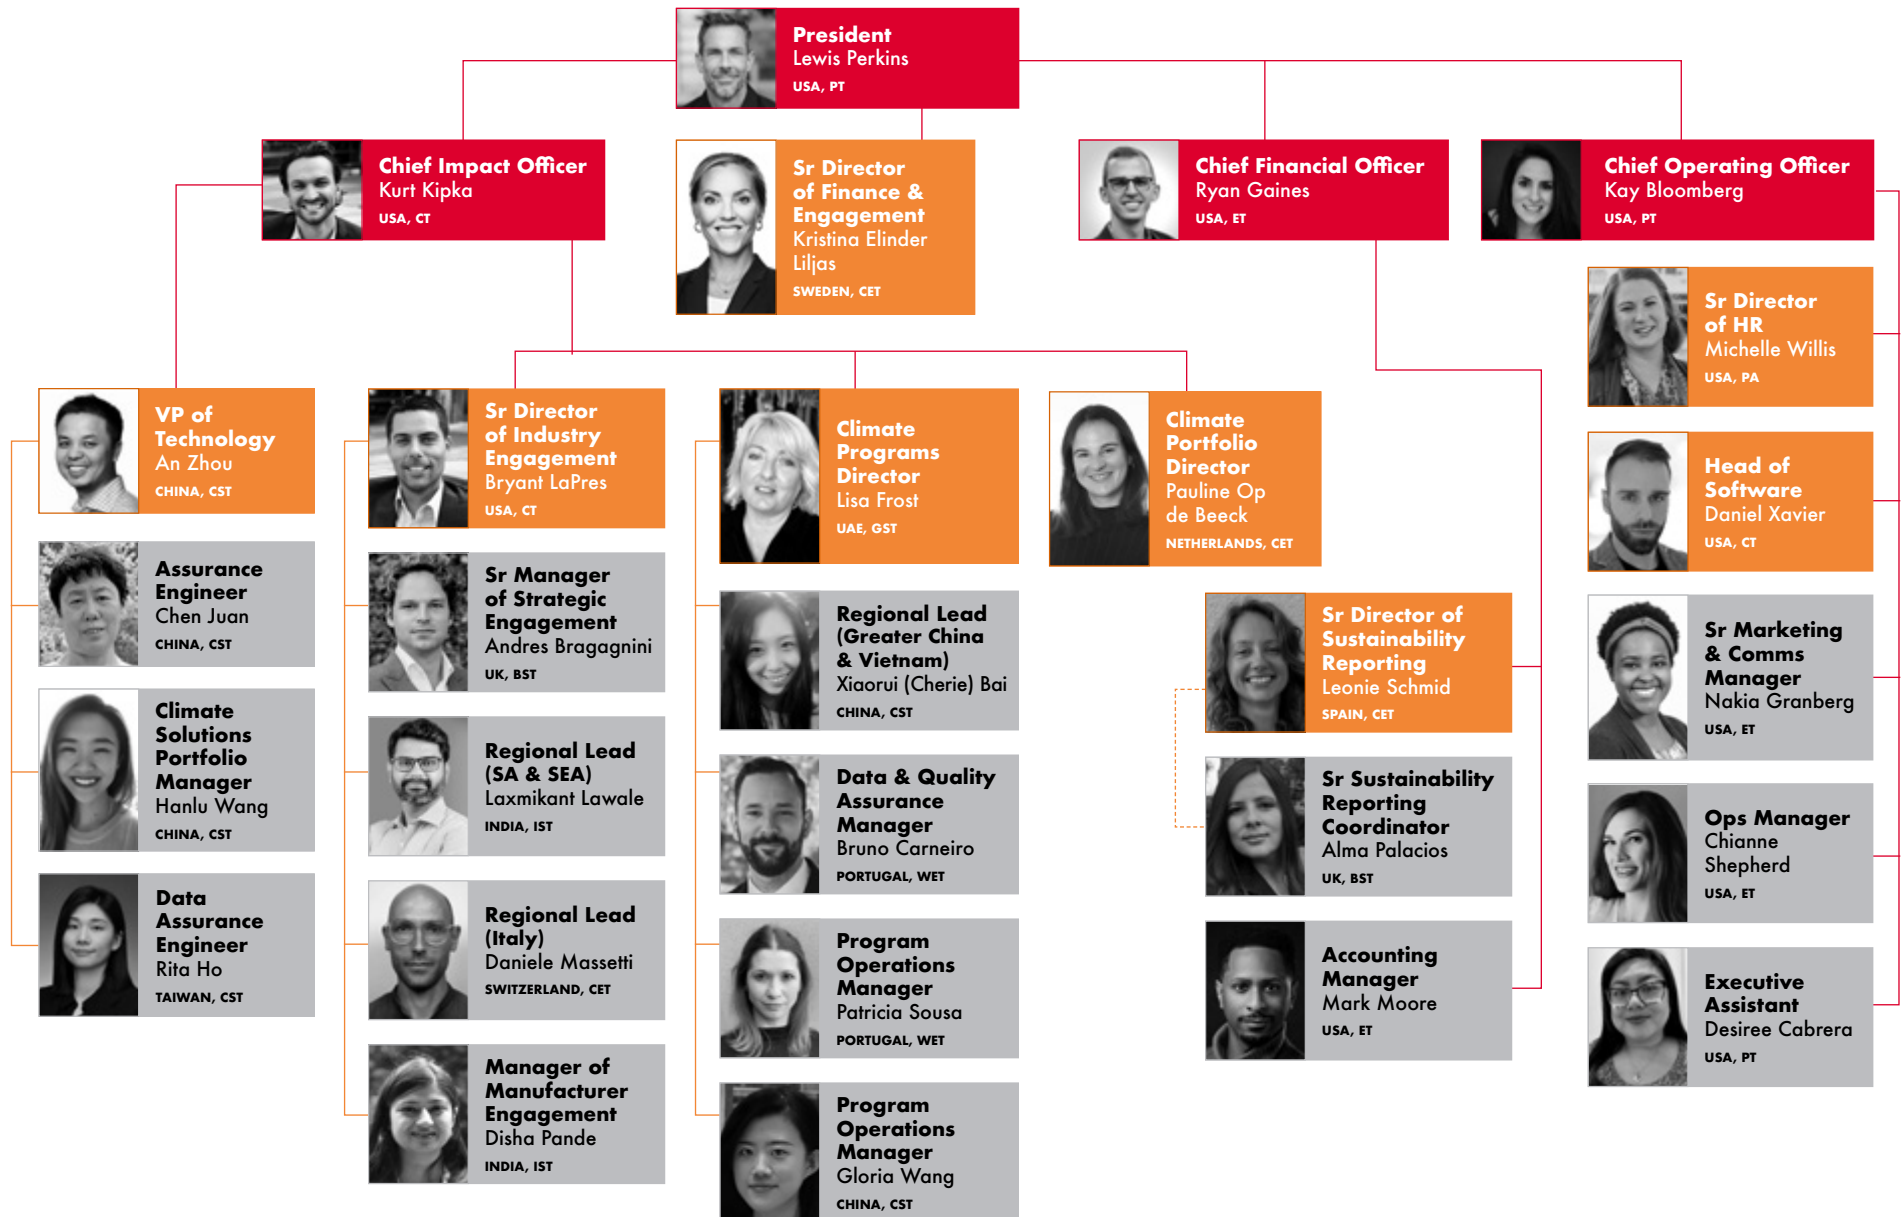 President
Lewis Perkins
USA, PT
Chief Impact Officer
Kurt Kipka
USA, CT
Sr Director
of Finance &
Engagement
Kristina Elinder
Liljas
SWEDEN, CET
Chief Financial Officer
Ryan Gaines
USA, ET
Chief Operating Officer
Kay Bloomberg
USA, PT
VP of
Technology
An Zhou
CHINA, CST
Assurance
Engineer
Chen Juan
CHINA, CST
Climate
Solutions
Portfolio
Manager
Hanlu Wang
CHINA, CST
Data
Assurance
Engineer
Rita Ho
TAIWAN, CST
Sr Director
of Industry
Engagement
Bryant LaPres
USA, CT
Sr Manager
of Strategic
Engagement
Andres Bragagnini
UK, BST
Regional Lead
(SA & SEA)
Laxmikant Lawale
INDIA, IST
Regional Lead
(Italy)
Daniele Massetti
SWITZERLAND, CET
Manager of
Manufacturer
Engagement
Disha Pande
INDIA, IST
Climate
Programs
Director
Lisa Frost
UAE, GST
Regional Lead
(Greater China
& Vietnam)
Xiaorui (Cherie) Bai
CHINA, CST
Data & Quality
Assurance
Manager
Bruno Carneiro
PORTUGAL, WET
Program
Operations
Manager
Patricia Sousa
PORTUGAL, WET
Program
Operations
Manager
Gloria Wang
CHINA, CST
Climate
Portfolio
Director
Pauline Op
de Beeck
NETHERLANDS, CET
Sr Director of
Sustainability
Reporting
Leonie Schmid
SPAIN, CET
Sr Sustainability
Reporting
Coordinator
Alma Palacios
UK, BST
Accounting
Manager
Mark Moore
USA, ET
Sr Director
of HR
Michelle Willis
USA, PA
Head of
Software
Daniel Xavier
USA, CT
Sr Marketing
& Comms
Manager
Nakia Granberg
USA, ET
Ops Manager
Chianne
Shepherd
USA, ET
Executive
Assistant
Desiree Cabrera
USA, PT